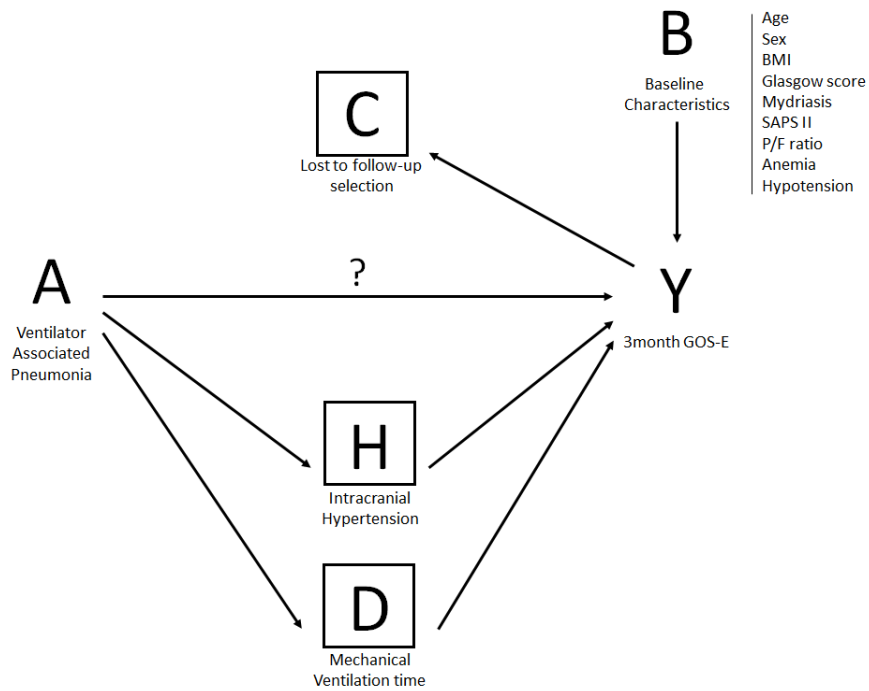 B
Baseline
Characteristics
Age
Sex
BMI
Glasgow score
Mydriasis
SAPS II
P/F ratio
Anemia
Hypotension
C
Lost to follow-up
selection
A
Ventilator
Associated
Pneumonia
?
Y
3month GOS-E
H
Intracranial
Hypertension
D
Mechanical
Ventilation time